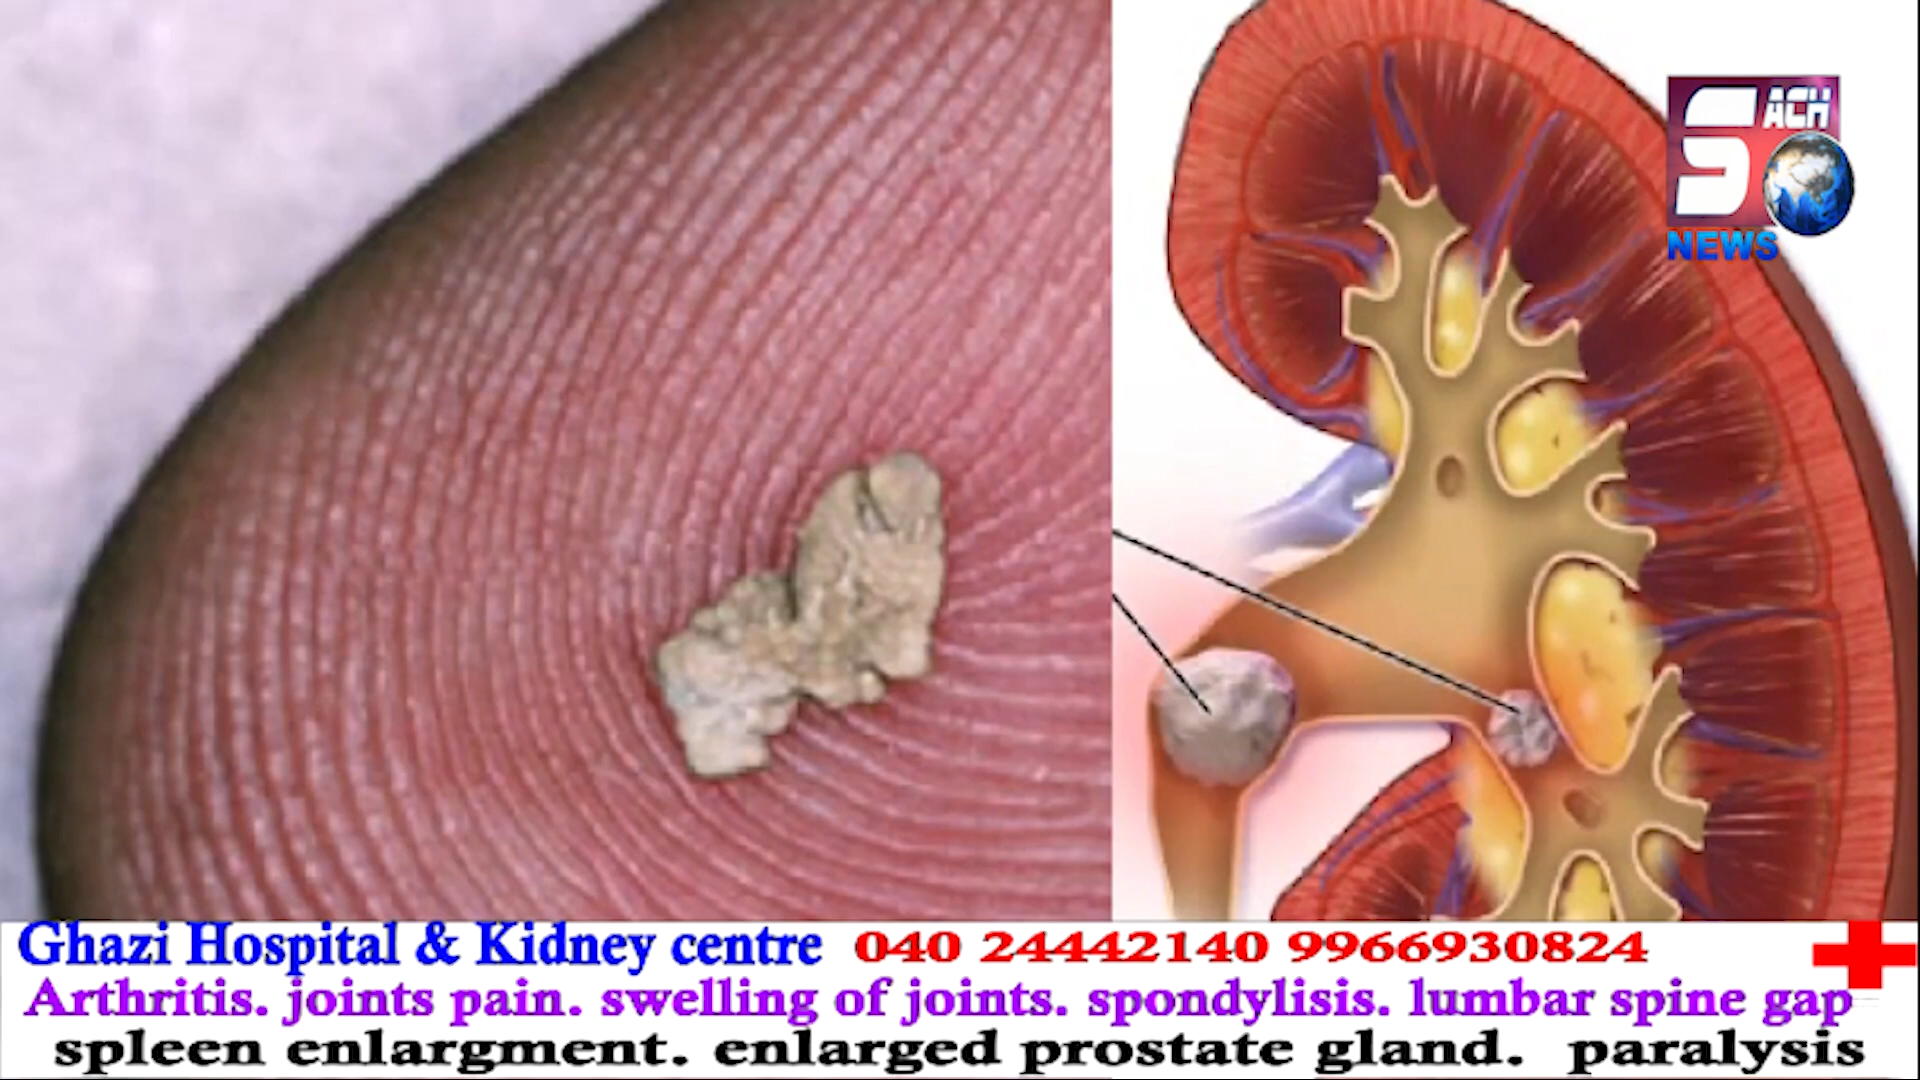 SACH
NEWS
Ghazi Hospital & Kidney centre 040 24442140 9966930824
Arthritis. joints pain. swelling of joints. spondylisis. lumbar spine gap
spleen enlargment. enlarged prostate gland. paralysis